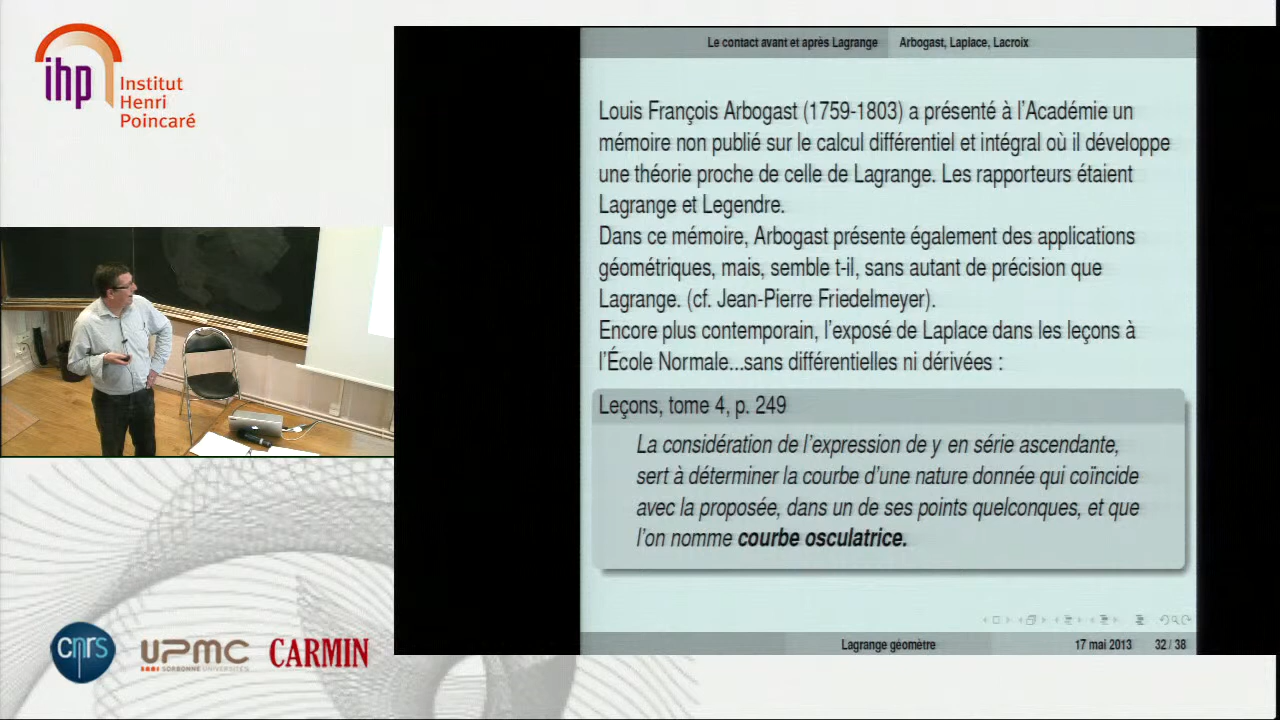 ihp
Institut
Henri
Poincaré
Le contact avant et après Lagrange
Arbogast, Laplace, Lacroix
Louis François Arbogast (1759-1803) a présenté à l'Académie un
mémoire non publié sur le calcul différentiel et intégral où il développe
une théorie proche de celle de Lagrange. Les rapporteurs étaient
Lagrange et Legendre.
Dans ce mémoire, Arbogast présente également des applications
géométriques, mais, semble t-il, sans autant de précision que
Lagrange. (cf. Jean-Pierre Friedelmeyer).
Encore plus contemporain, l'exposé de Laplace dans les leçons à
l'École Normale...sans différentielles ni dérivées :
Leçons, tome 4, p. 249
La considération de l'expression de y en série ascendante,
sert à déterminer la courbe d'une nature donnée qui coïncide
avec la proposée, dans un de ses points quelconques, et que
l'on nomme courbe osculatrice.
Lagrange géomètre
17 mai 2013
32 / 38
cnrs
UPMC
SORBONNE UNIVERSITÉS
CARMIN